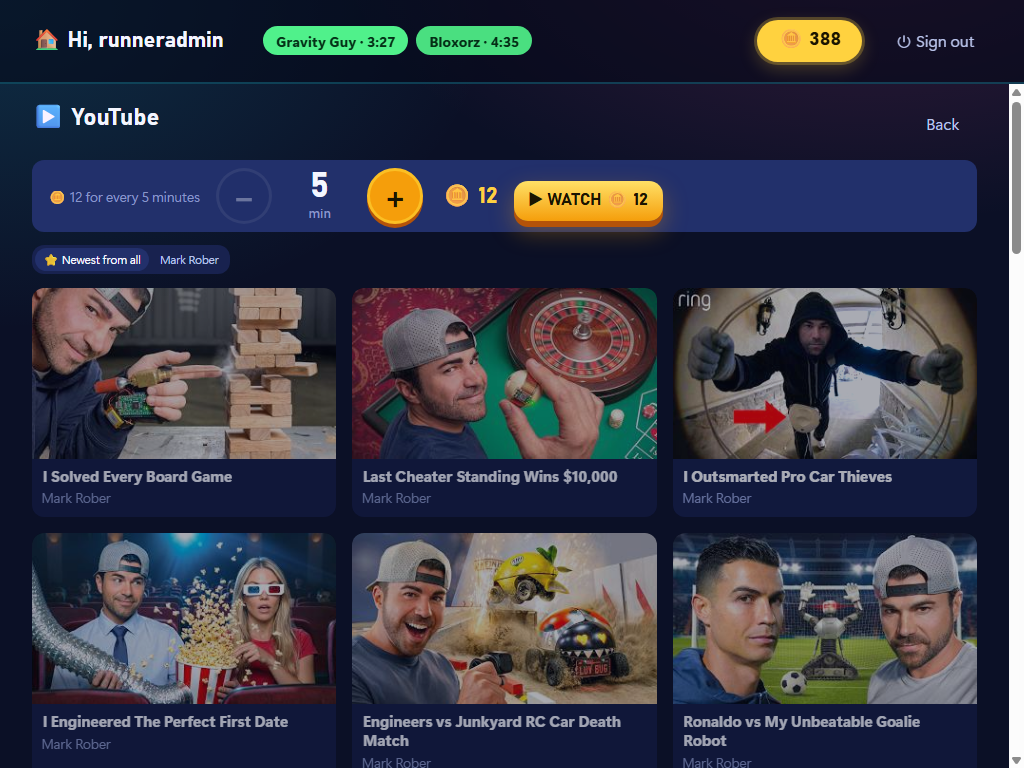 Hi, runneradmin
Gravity Guy · 3:27
Bloxorz · 4:35
388
Sign out
YouTube
Back
12 for every 5 minutes
−
5
min
+
12
WATCH 12
Newest from all
Mark Rober
ring
I Solved Every Board Game
Mark Rober
Last Cheater Standing Wins $10,000
Mark Rober
I Outsmarted Pro Car Thieves
Mark Rober
LUV BUG
I Engineered The Perfect First Date
Mark Rober
Engineers vs Junkyard RC Car Death
Match
Mark Rober
Ronaldo vs My Unbeatable Goalie
Robot
Mark Rober